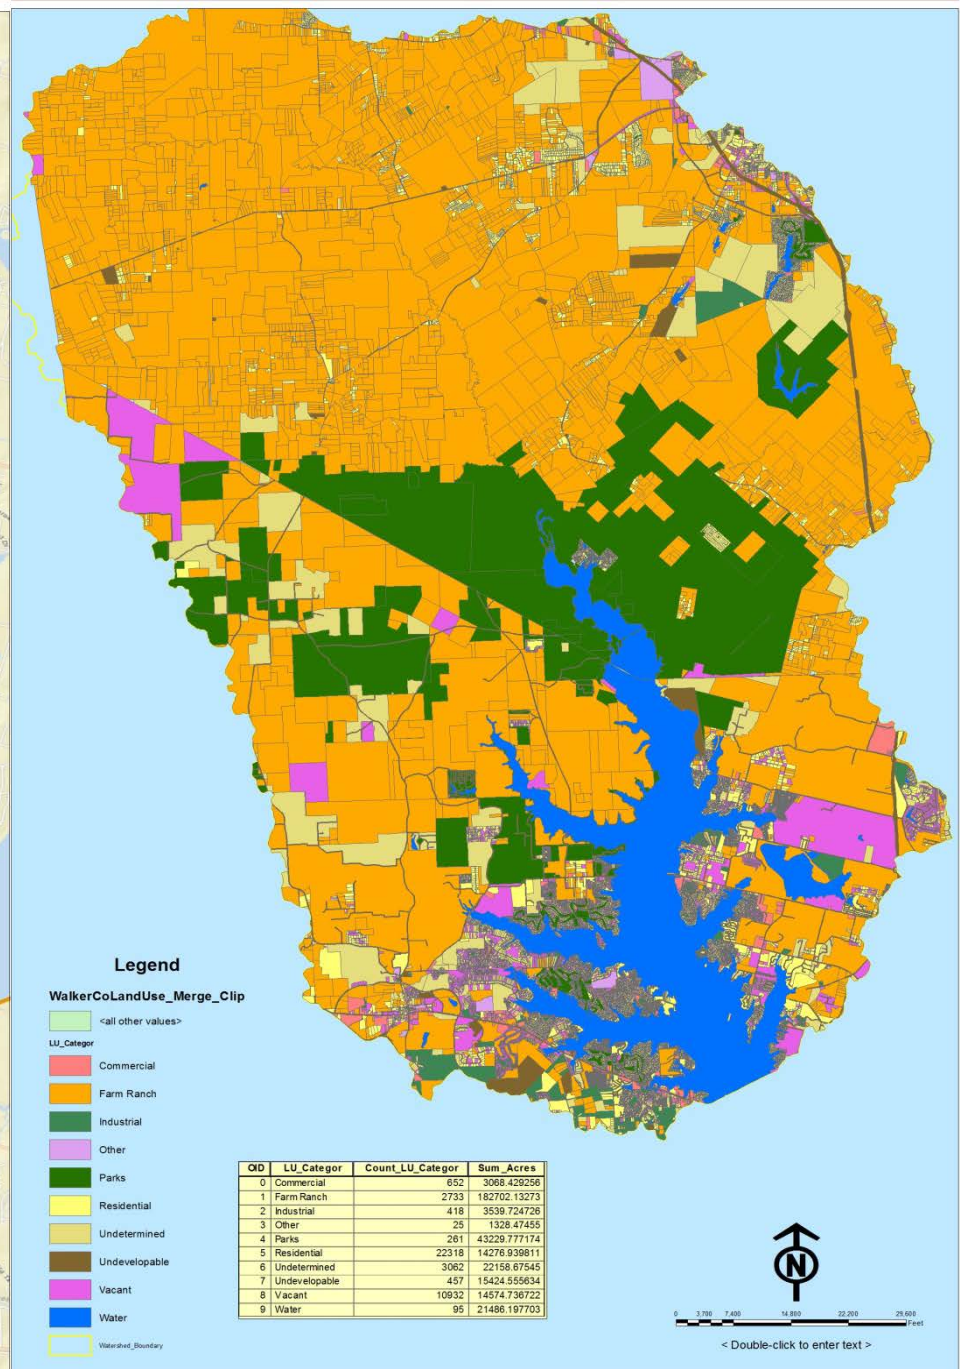 Legend
WalkerCoLandUse_Merge_Clip
<all other values>
LU_Categor
Commercial
Farm Ranch
Industrial
Other
Parks
Residential
Undetermined
Undevelopable
Vacant
Water
Watershed_Boundary
OID LU_Categor Count_LU_Categor Sum_Acres
0 Commercial 652 3068.429256
1 Farm Ranch 2733 182702.13273
2 Industrial 418 3539.724726
3 Other 25 1328.47455
4 Parks 261 43229.777174
5 Residential 22318 14276.939811
6 Undetermined 3062 22158.67545
7 Undevelopable 457 15424.555634
8 Vacant 10932 14574.736722
9 Water 95 21486.197703
N
0 3,700 7,400 14,800 22,200 29,600
Feet
< Double-click to enter text >